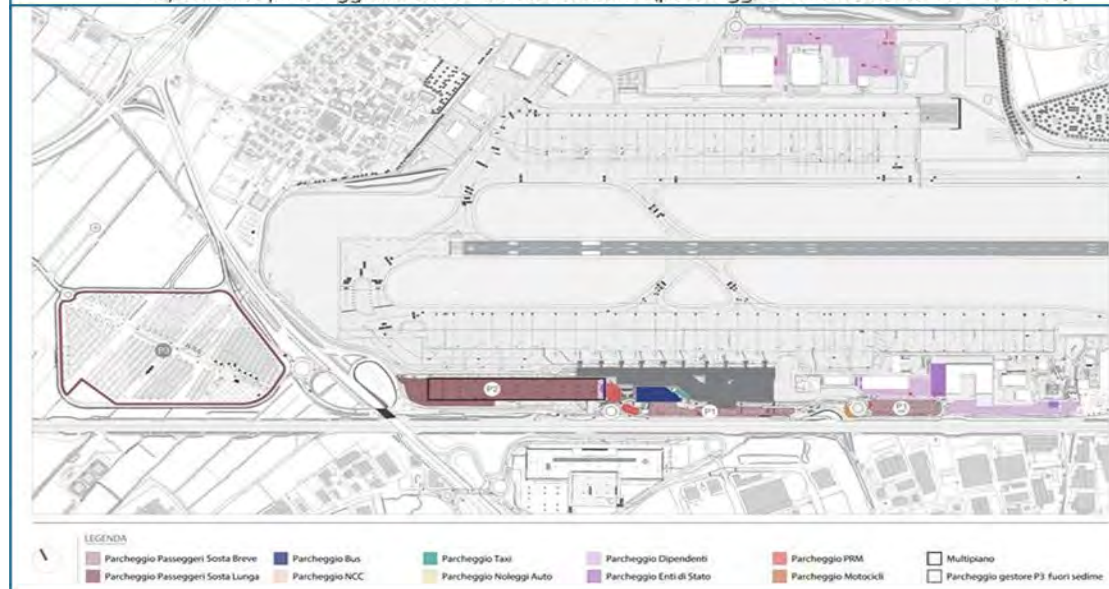 P3
P2
P1
P1
LEGENDA
Parcheggio Passeggeri Sosta Breve
Parcheggio Bus
Parcheggio Taxi
Parcheggio Dipendenti
Parcheggio PRM
Multipiano
Parcheggio Passeggeri Sosta Lunga
Parcheggio NCC
Parcheggio Noleggi Auto
Parcheggio Enti di Stato
Parcheggio Motocicli
Parcheggio gestore P3 fuori sedime